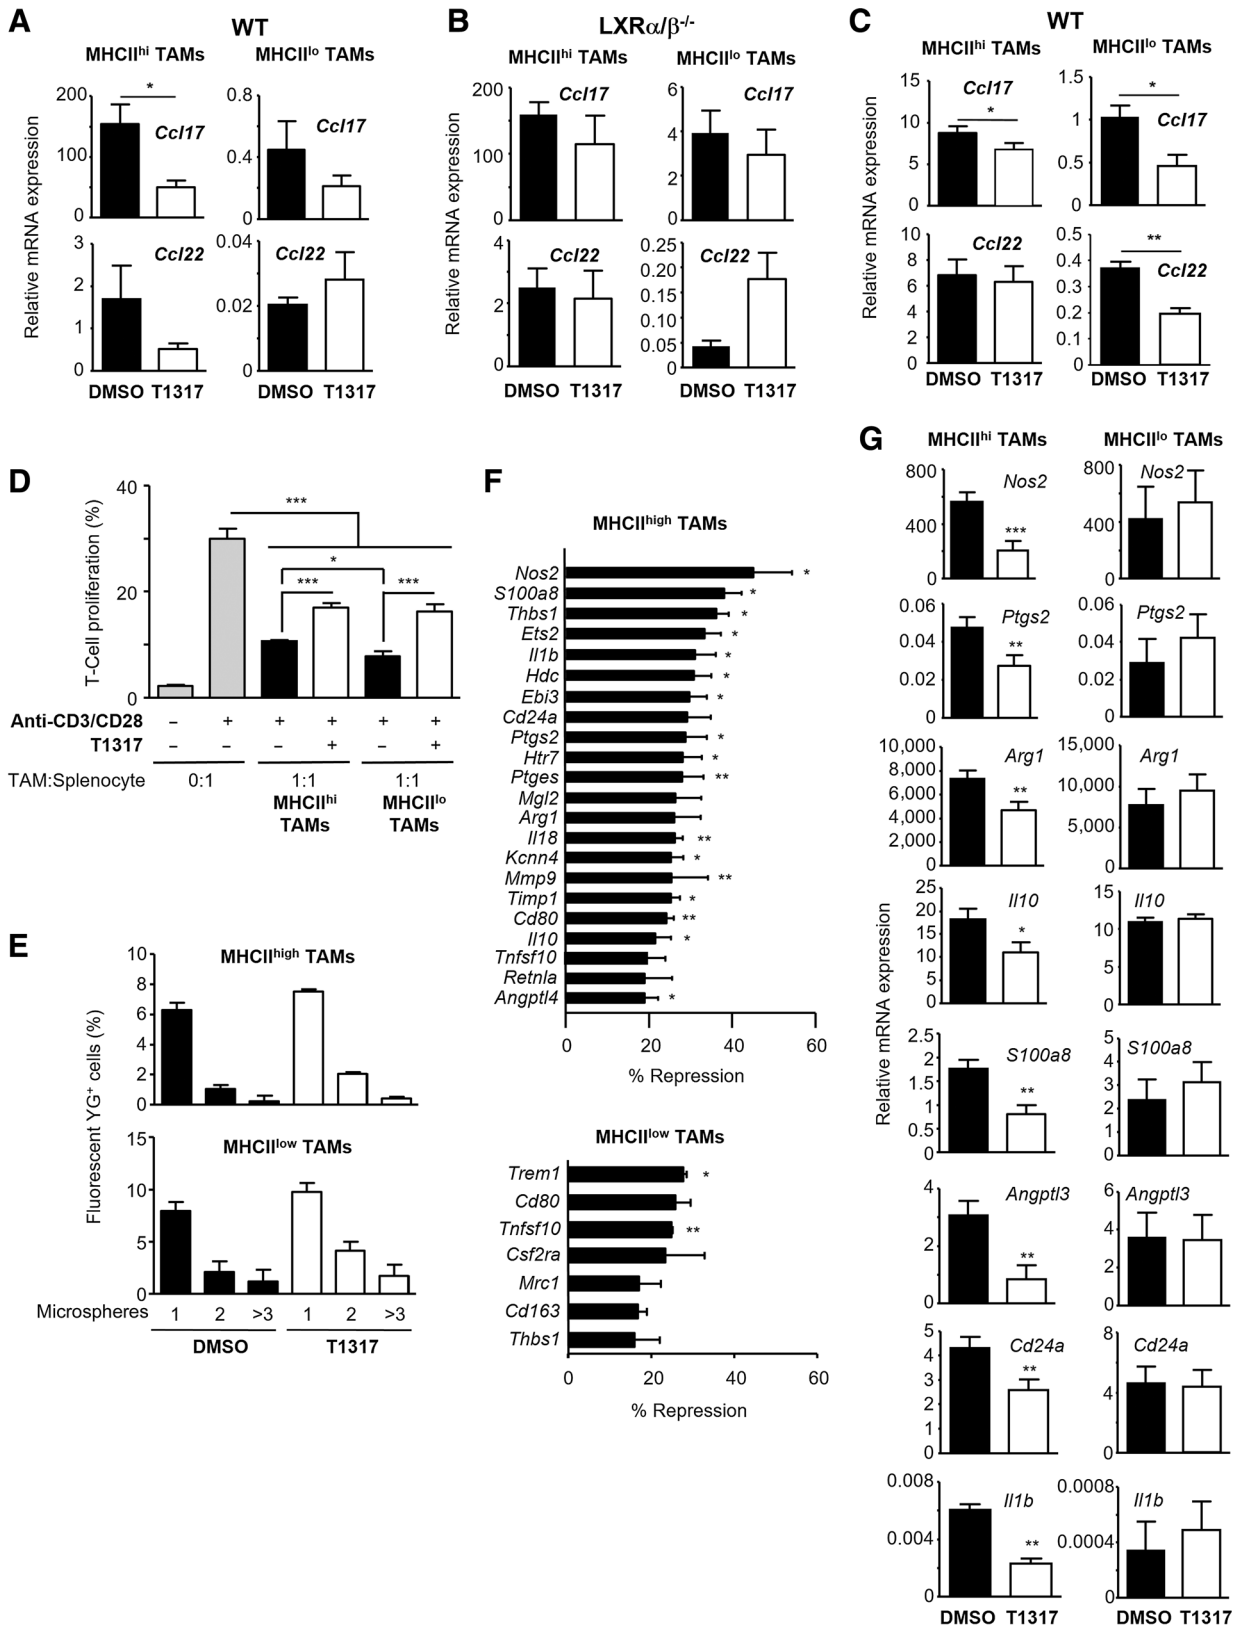 A
WT
MHCIIhi TAMs
MHCIIlo TAMs
Relative mRNA expression
200
100
0
*
Ccl17
0.8
0.4
0
Ccl17
3
2
1
0
Ccl22
0.04
0.02
0
Ccl22
DMSO T1317
DMSO T1317
B
LXRα/β-/-
MHCIIhi TAMs
MHCIIlo TAMs
Relative mRNA expression
200
100
0
Ccl17
6
4
2
0
Ccl17
4
2
0
Ccl22
0.25
0.20
0.15
0.10
0.05
0
Ccl22
DMSO T1317
DMSO T1317
C
WT
MHCIIhi TAMs
MHCIIlo TAMs
Relative mRNA expression
15
10
5
0
Ccl17
*
1.5
1
0.5
0
*
Ccl17
10
8
6
4
2
0
Ccl22
0.5
0.4
0.3
0.2
0.1
0
**
Ccl22
DMSO T1317
DMSO T1317
D
T-Cell proliferation (%)
40
20
0
***
*
***
***
Anti-CD3/CD28 – + + + + +
T1317 – – – + – +
TAM:Splenocyte 0:1 1:1 1:1
MHCIIhi MHCIIlo
TAMs TAMs
E
MHCIIhigh TAMs
Fluorescent YG+ cells (%)
10
8
6
4
2
0
MHCIIlow TAMs
15
10
5
0
Microspheres 1 2 >3 1 2 >3
DMSO T1317
F
MHCIIhigh TAMs
Nos2 *
S100a8 *
Thbs1 *
Ets2 *
Il1b *
Hdc *
Ebi3 *
Cd24a
Ptgs2 *
Htr7 *
Ptges **
Mgl2
Arg1
Il18 **
Kcnn4 *
Mmp9 **
Timp1 *
Cd80 **
Il10 *
Tnfsf10
Retnla
Angptl4 *
0 20 40 60
% Repression
MHCIIlow TAMs
Trem1 *
Cd80
Tnfsf10 **
Csf2ra
Mrc1
Cd163
Thbs1
0 20 40 60
% Repression
G
MHCIIhi TAMs
MHCIIlo TAMs
Relative mRNA expression
800
400
0
Nos2
***
800
400
0
Nos2
0.06
0.04
0.02
0
Ptgs2
**
0.06
0.04
0.02
0
Ptgs2
10,000
8,000
6,000
4,000
2,000
0
Arg1
**
15,000
10,000
5,000
0
Arg1
25
20
15
10
5
0
Il10
*
15
10
5
0
Il10
2.5
2
1.5
1
0.5
0
S100a8
**
5
4
3
2
1
0
S100a8
4
2
0
Angptl3
**
6
4
2
0
Angptl3
5
4
3
2
1
0
Cd24a
**
8
4
0
Cd24a
0.008
0.004
0
Il1b
**
0.0008
0.0004
0
Il1b
DMSO T1317
DMSO T1317